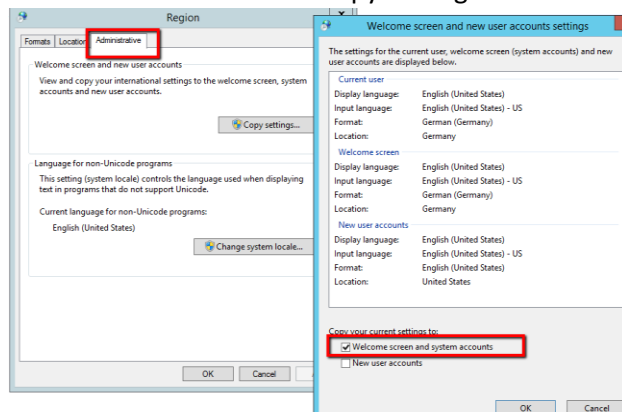 Region
Formats Location Administrative
Welcome screen and new user accounts
View and copy your international settings to the welcome screen, system
accounts and new user accounts.
Copy settings...
Language for non-Unicode programs
This setting (system locale) controls the language used when displaying
text in programs that do not support Unicode.
Current language for non-Unicode programs:
English (United States)
Change system locale...
OK Cancel
Welcome screen and new user accounts settings
The settings for the current user, welcome screen (system accounts) and new
user accounts are displayed below.
Current user
Display language: English (United States)
Input language: English (United States) - US
Format: German (Germany)
Location: Germany
Welcome screen
Display language: English (United States)
Input language: English (United States) - US
Format: German (Germany)
Location: Germany
New user accounts
Display language: English (United States)
Input language: English (United States) - US
Format: English (United States)
Location: United States
Copy your current settings to:
Welcome screen and system accounts
New user accounts
OK Cancel